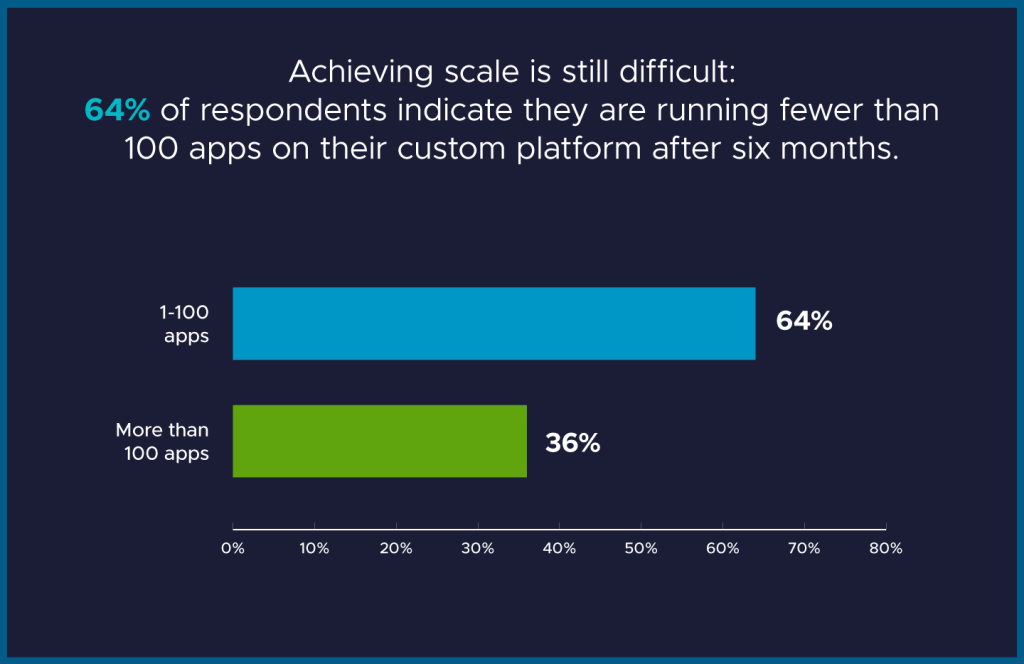 Achieving scale is still difficult:
64% of respondents indicate they are running fewer than
100 apps on their custom platform after six months.
1-100
apps
64%
More than
100 apps
36%
0% 10% 20% 30% 40% 50% 60% 70% 80%